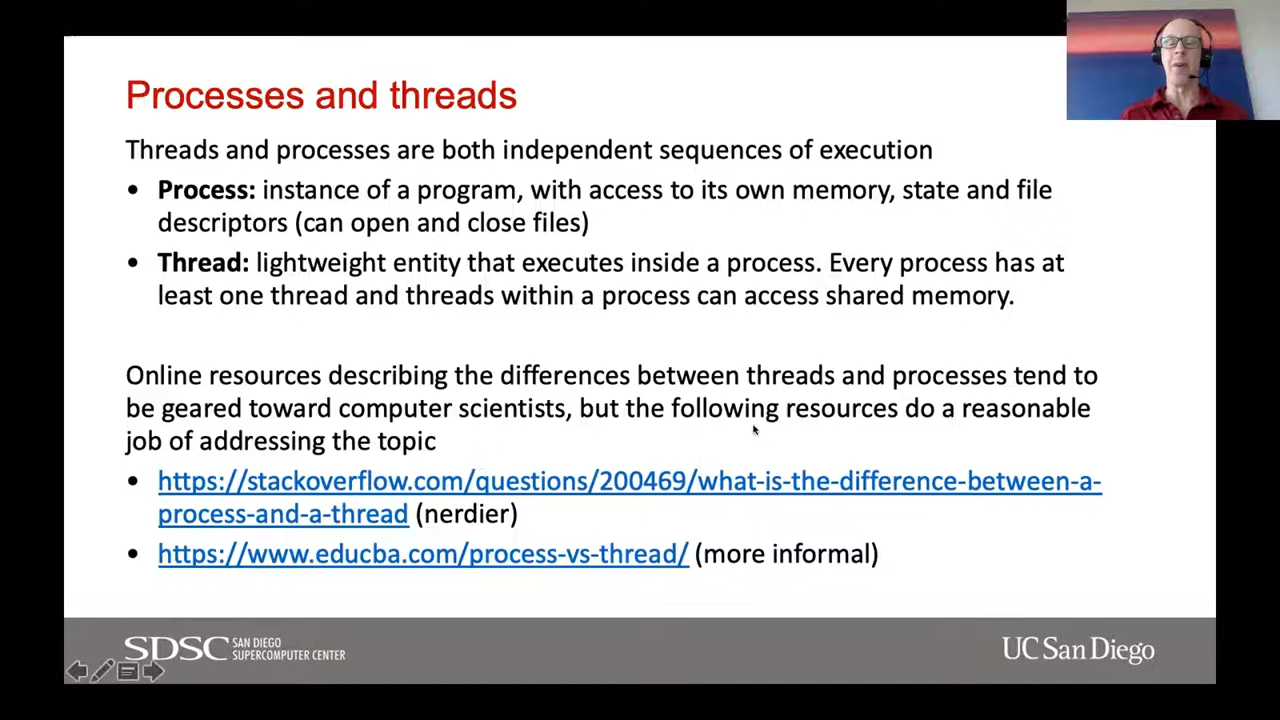 Processes and threads
Threads and processes are both independent sequences of execution
• Process: instance of a program, with access to its own memory, state and file
descriptors (can open and close files)
• Thread: lightweight entity that executes inside a process. Every process has at
least one thread and threads within a process can access shared memory.
Online resources describing the differences between threads and processes tend to
be geared toward computer scientists, but the following resources do a reasonable
job of addressing the topic
• https://stackoverflow.com/questions/200469/what-is-the-difference-between-a-
process-and-a-thread (nerdier)
• https://www.educba.com/process-vs-thread/ (more informal)
SDSC SAN DIEGO
SUPERCOMPUTER CENTER
UC San Diego